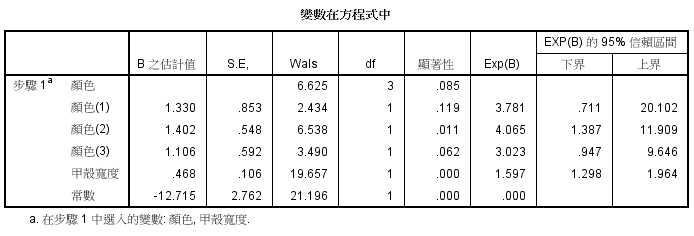 變數在方程式中
EXP(B) 的 95% 信賴區間
B 之估計值 S.E, Wals df 顯著性 Exp(B) 下界 上界
步驟 1a 顏色 6.625 3 .085
顏色(1) 1.330 .853 2.434 1 .119 3.781 .711 20.102
顏色(2) 1.402 .548 6.538 1 .011 4.065 1.387 11.909
顏色(3) 1.106 .592 3.490 1 .062 3.023 .947 9.646
甲殼寬度 .468 .106 19.657 1 .000 1.597 1.298 1.964
常數 -12.715 2.762 21.196 1 .000 .000
a. 在步驟 1 中選入的變數: 顏色, 甲殼寬度.